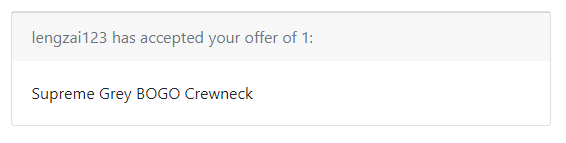 lengzai123 has accepted your offer of 1:
Supreme Grey BOGO Crewneck